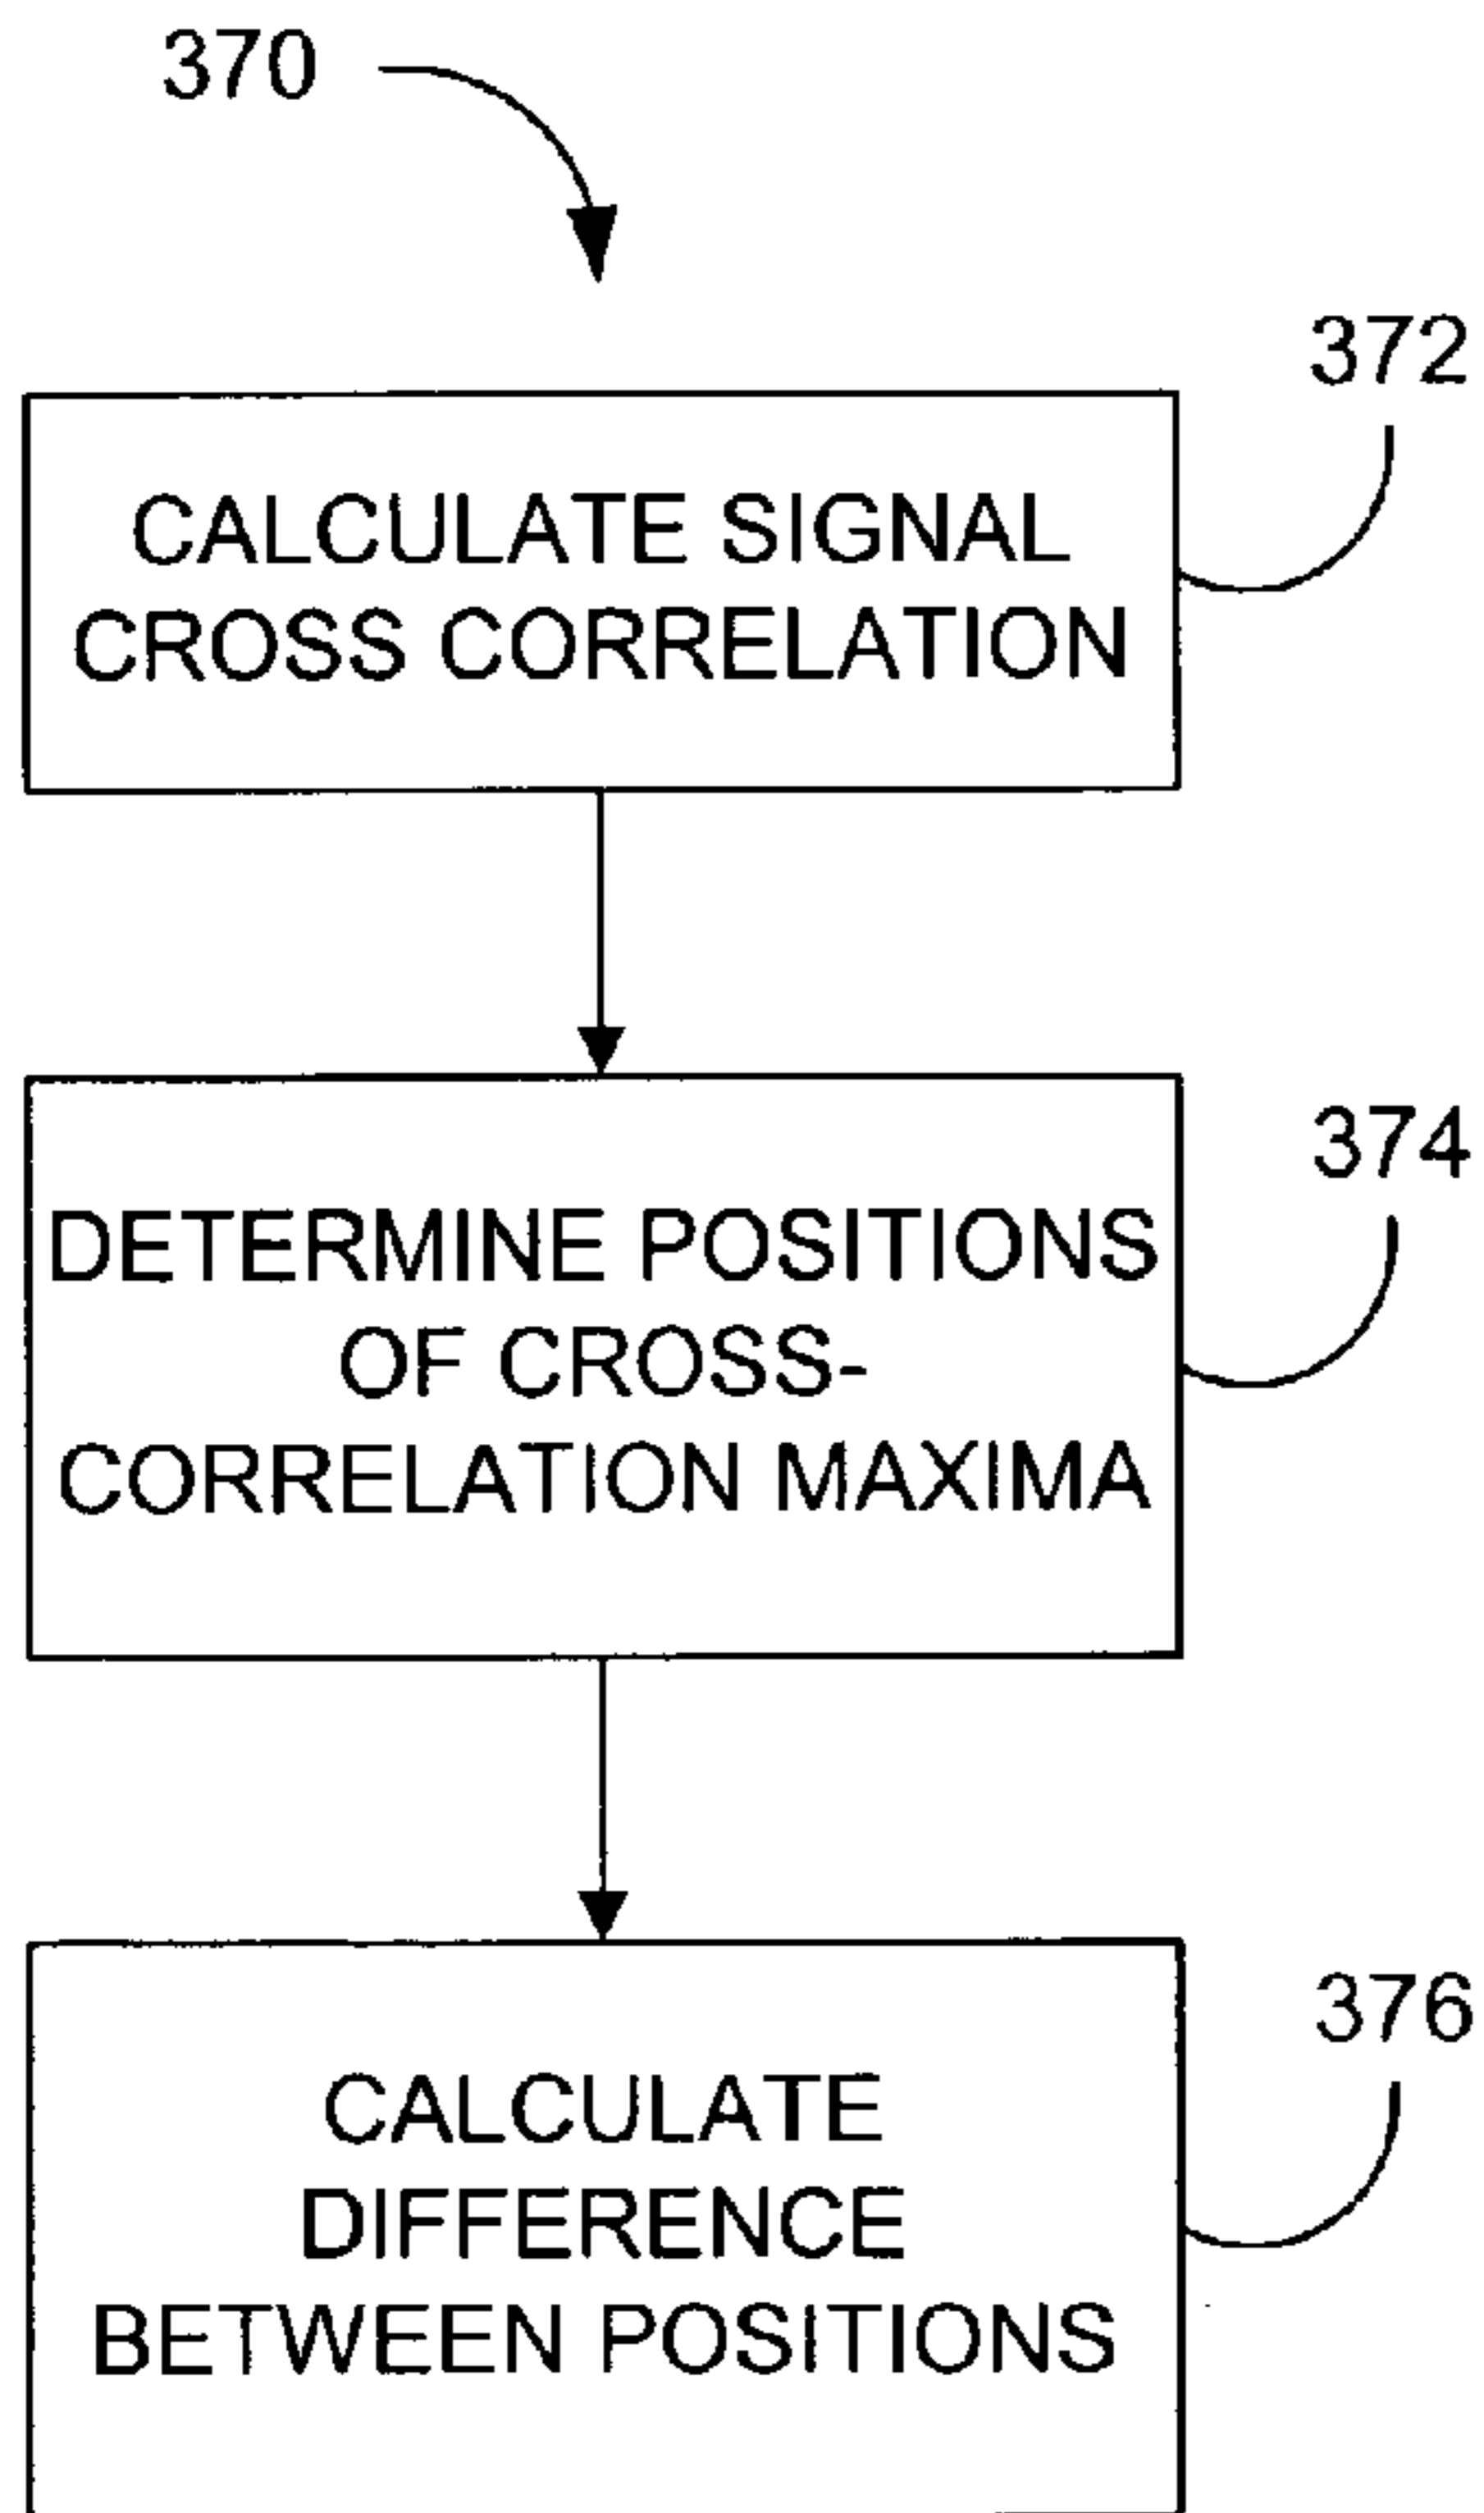 370
372
CALCULATE SIGNAL
CROSS CORRELATION
374
DETERMINE POSITIONS
OF CROSS-
CORRELATION MAXIMA
376
CALCULATE
DIFFERENCE
BETWEEN POSITIONS